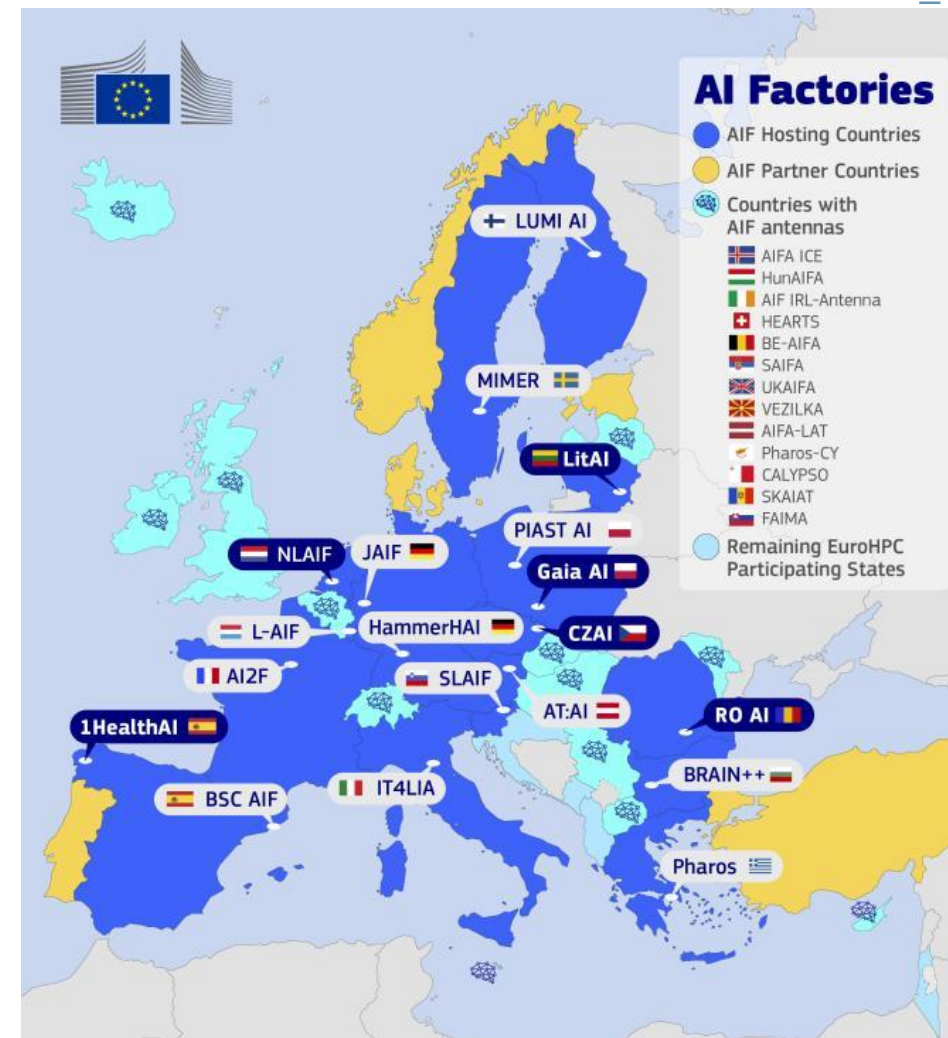 AI Factories
AIF Hosting Countries
AIF Partner Countries
Countries with
AIF antennas
AIFA ICE
HunAIFA
AIF IRL-Antenna
HEARTS
BE-AIFA
SAIFA
UKAIFA
VEZILKA
AIFA-LAT
Pharos-CY
CALYPSO
SKAIAT
FAIMA
Remaining EuroHPC
Participating States
LUMI AI
MIMER
LitAI
PIAST AI
NLAIF
JAIF
Gaia AI
L-AIF
HammerHAI
CZAI
AI2F
SLAIF
AT:AI
RO AI
1HealthAI
BRAIN++
IT4LIA
BSC AIF
Pharos